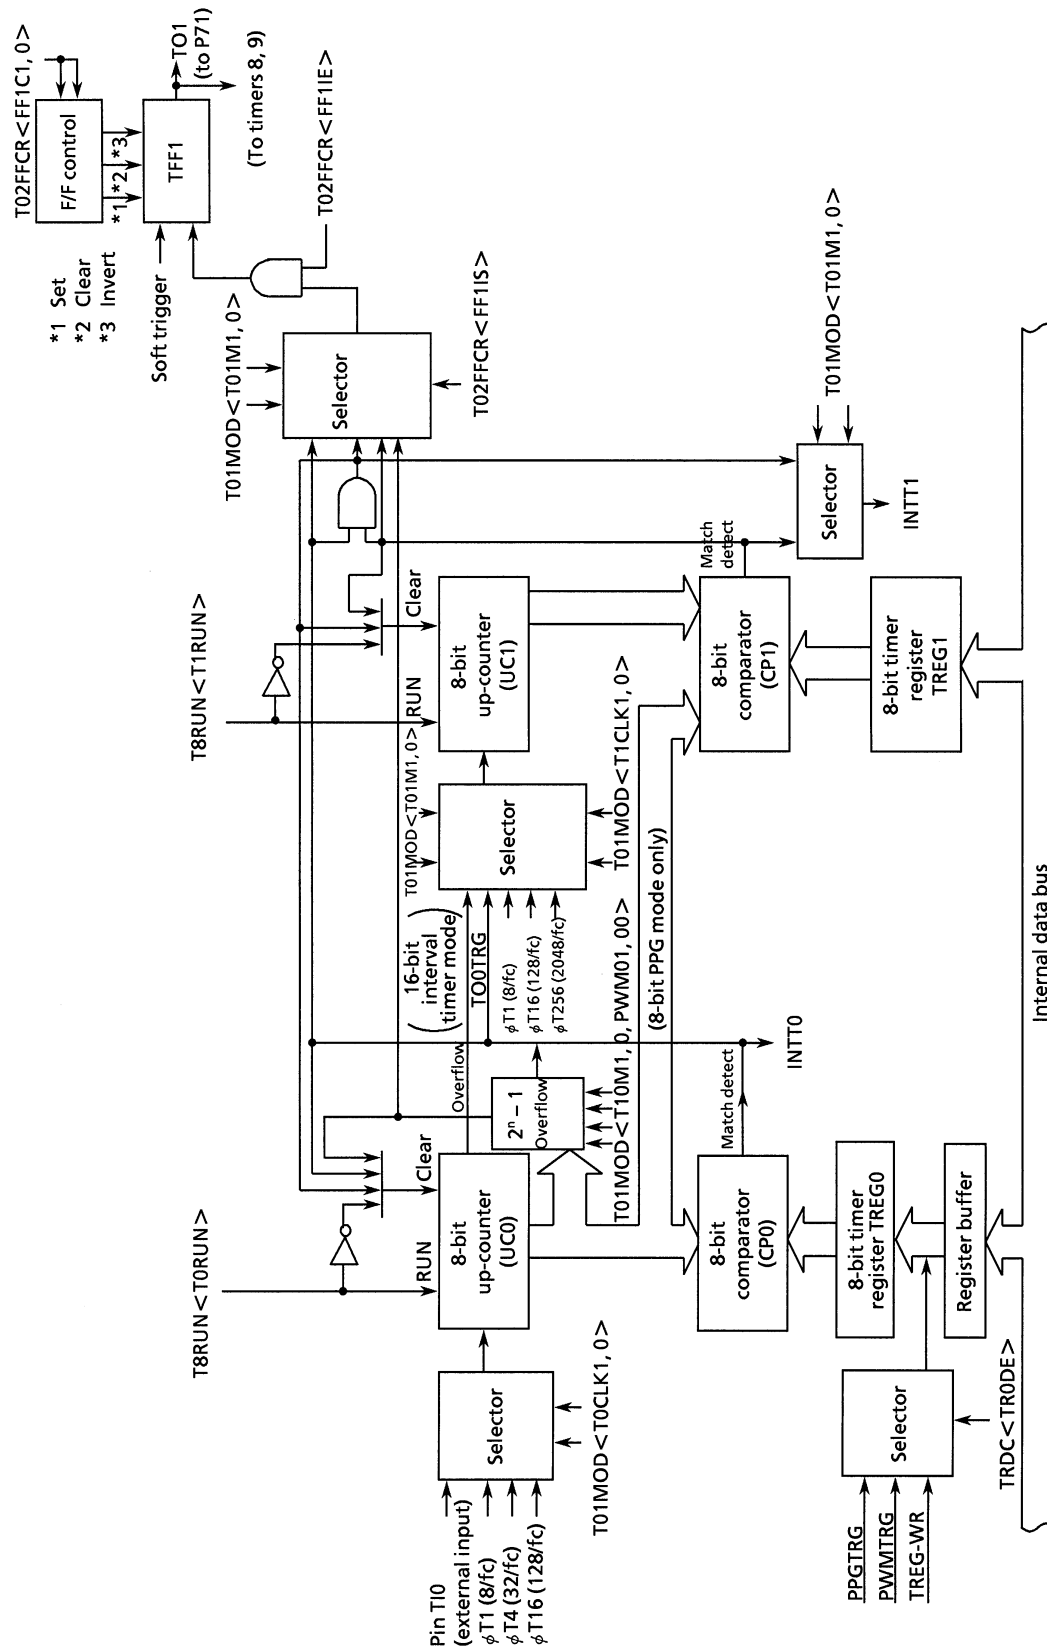 T02FFCR<FF1C1, 0>
F/F control
*1
*2
*3
TFF1
TO1
(to P71)
(To timers 8, 9)
*1 Set
*2 Clear
*3 Invert
Soft trigger
T02FFCR<FF1IE>
T01MOD<T01M1, 0>
Selector
T02FFCR<FF1IS>
T01MOD<T01M1, 0>
Selector
INTT1
T8RUN<T1RUN>
Clear
RUN
8-bit
up-counter
(UC1)
Match
detect
8-bit
comparator
(CP1)
8-bit timer
register
TREG1
T01MOD<T01M1, 0>
Selector
T01MOD<T1CLK1, 0>
(16-bit
interval
timer mode)
TO0TRG
φT1 (8/fc)
φT16 (128/fc)
φT256 (2048/fc)
(8-bit PPG mode only)
Overflow
2ⁿ – 1
Overflow
T01MOD<T10M1, 0, PWM01, 00>
Match detect
INTT0
T8RUN<T0RUN>
Clear
RUN
8-bit
up-counter
(UC0)
8-bit
comparator
(CP0)
8-bit timer
register TREG0
Register buffer
Selector
T01MOD<T0CLK1, 0>
Pin TI0
(external input)
φT1 (8/fc)
φT4 (32/fc)
φT16 (128/fc)
Selector
TRDC<TR0DE>
PPGTRG
PWMTRG
TREG-WR
Internal data bus